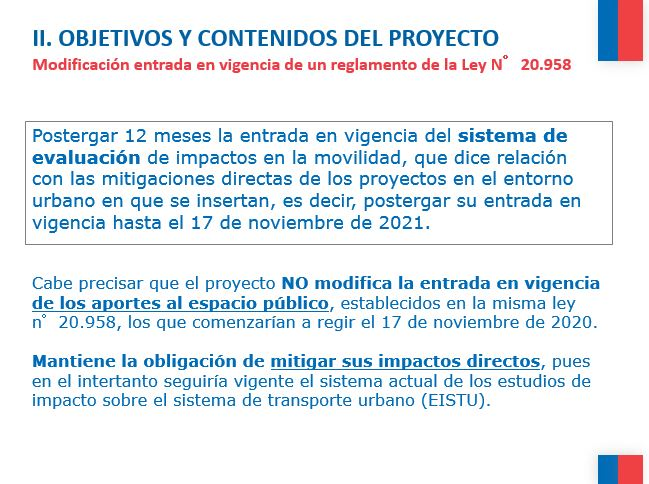 II. OBJETIVOS Y CONTENIDOS DEL PROYECTO
Modificación entrada en vigencia de un reglamento de la Ley N° 20.958
Postergar 12 meses la entrada en vigencia del sistema de
evaluación de impactos en la movilidad, que dice relación
con las mitigaciones directas de los proyectos en el entorno
urbano en que se insertan, es decir, postergar su entrada en
vigencia hasta el 17 de noviembre de 2021.
Cabe precisar que el proyecto NO modifica la entrada en vigencia
de los aportes al espacio público, establecidos en la misma ley
n° 20.958, los que comenzarían a regir el 17 de noviembre de 2020.
Mantiene la obligación de mitigar sus impactos directos, pues
en el intertanto seguiría vigente el sistema actual de los estudios de
impacto sobre el sistema de transporte urbano (EISTU).